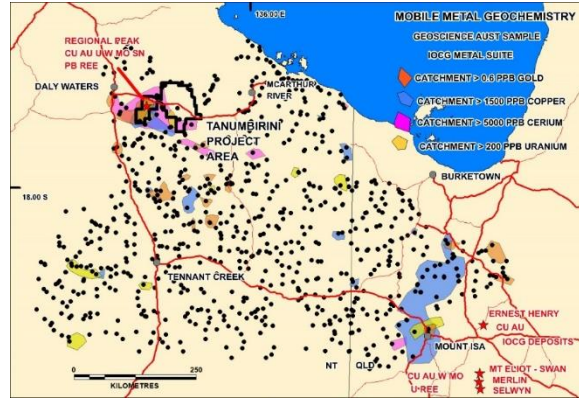 136.00 E
MOBILE METAL GEOCHEMISTRY
GEOSCIENCE AUST SAMPLE
IOCG METAL SUITE
CATCHMENT > 0.6 PPB GOLD
CATCHMENT > 1500 PPB COPPER
CATCHMENT > 5000 PPB CERIUM
CATCHMENT > 200 PPB URANIUM
REGIONAL PEAK
CU AU U W MO SN
PB REE
DALY WATERS
MCARTHUR
RIVER
TANUMBIRINI
PROJECT
AREA
BURKETOWN
18.00 S
TENNANT CREEK
ERNEST HENRY
CU AU
IOCG DEPOSITS
MOUNT ISA
NT
QLD
CU AU W MO
U REE
MT ELIOT - SWAN
MERLIN
SELWYN
0
250
KILOMETRES